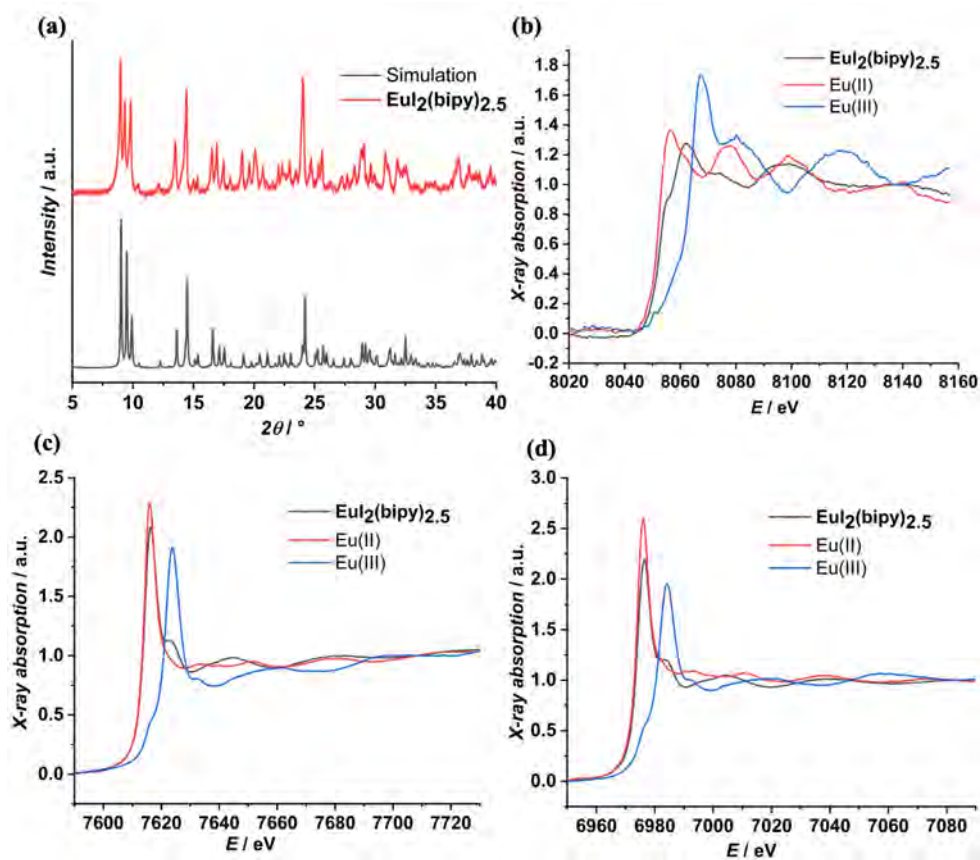 (a)
Intensity / a.u.
Simulation
EuI2(bipy)2.5
5 10 15 20 25 30 35 40
2θ / °
(b)
X-ray absorption / a.u.
1.8
1.6
1.4
1.2
1.0
0.8
0.6
0.4
0.2
0.0
-0.2
EuI2(bipy)2.5
Eu(II)
Eu(III)
8020 8040 8060 8080 8100 8120 8140 8160
E / eV
(c)
X-ray absorption / a.u.
2.5
2.0
1.5
1.0
0.5
0.0
EuI2(bipy)2.5
Eu(II)
Eu(III)
7600 7620 7640 7660 7680 7700 7720
E / eV
(d)
X-ray absorption / a.u.
3.0
2.5
2.0
1.5
1.0
0.5
0.0
EuI2(bipy)2.5
Eu(II)
Eu(III)
6960 6980 7000 7020 7040 7060 7080
E / eV